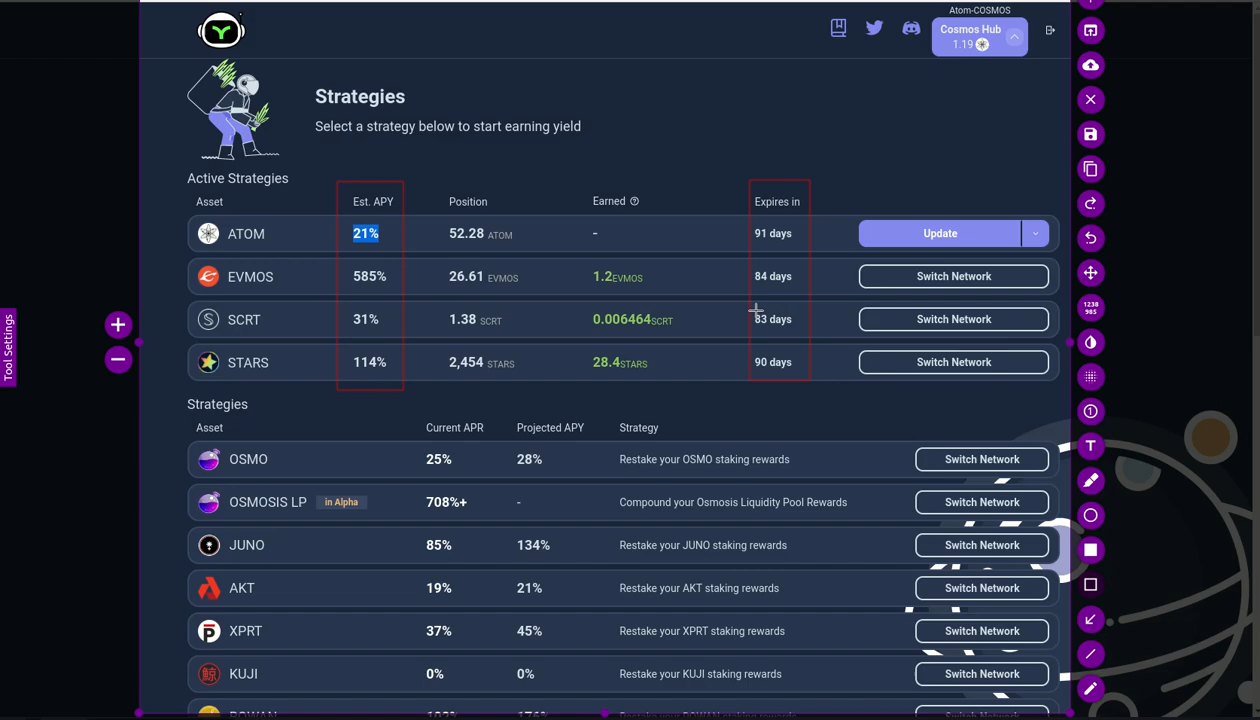 Atom-COSMOS
Cosmos Hub
1.19
Strategies
Select a strategy below to start earning yield
Active Strategies
Asset Est. APY Position Earned Expires in
ATOM 21% 52.28 ATOM - 91 days Update
EVMOS 585% 26.61 EVMOS 1.2EVMOS 84 days Switch Network
SCRT 31% 1.38 SCRT 0.006464SCRT 83 days Switch Network
STARS 114% 2,454 STARS 28.4STARS 90 days Switch Network
Strategies
Asset Current APR Projected APY Strategy
OSMO 25% 28% Restake your OSMO staking rewards Switch Network
OSMOSIS LP in Alpha 708%+ - Compound your Osmosis Liquidity Pool Rewards Switch Network
JUNO 85% 134% Restake your JUNO staking rewards Switch Network
AKT 19% 21% Restake your AKT staking rewards Switch Network
XPRT 37% 45% Restake your XPRT staking rewards Switch Network
鯨 KUJI 0% 0% Restake your KUJI staking rewards Switch Network
Tool Settings
1238
985
1
T